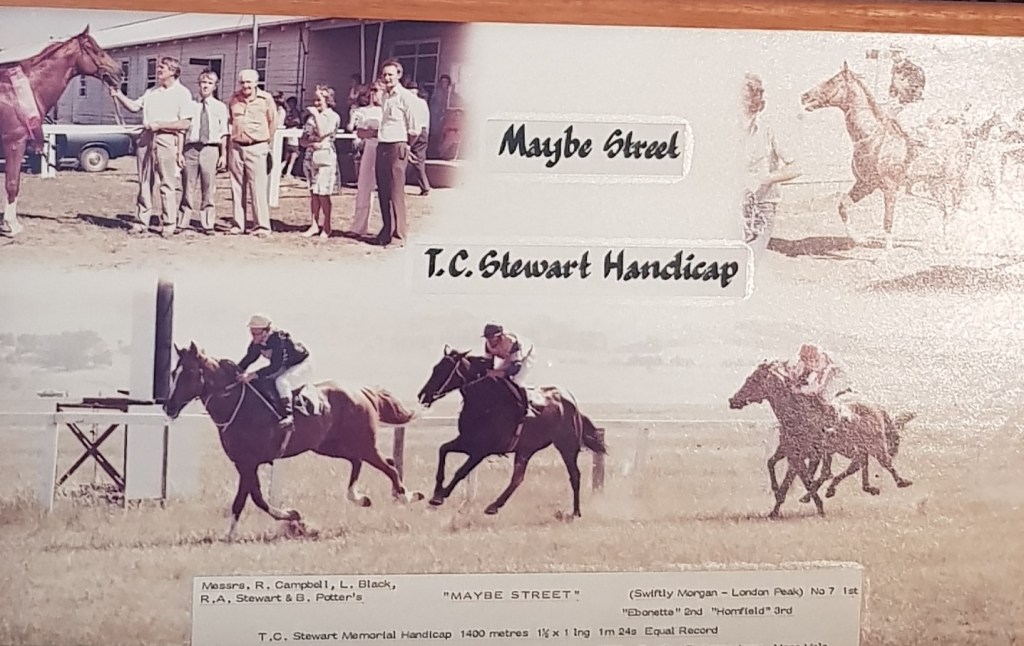 Maybe Street
T.C. Stewart Handicap
Messrs. R. Campbell, L. Black,
R.A. Stewart & B. Potter's "MAYBE STREET" (Swiftly Morgan - London Peak) No 7 1st
"Ebonette" 2nd "Hornfield" 3rd
T.C. Stewart Memorial Handicap 1400 metres 1½ x 1 lng 1m 24s Equal Record